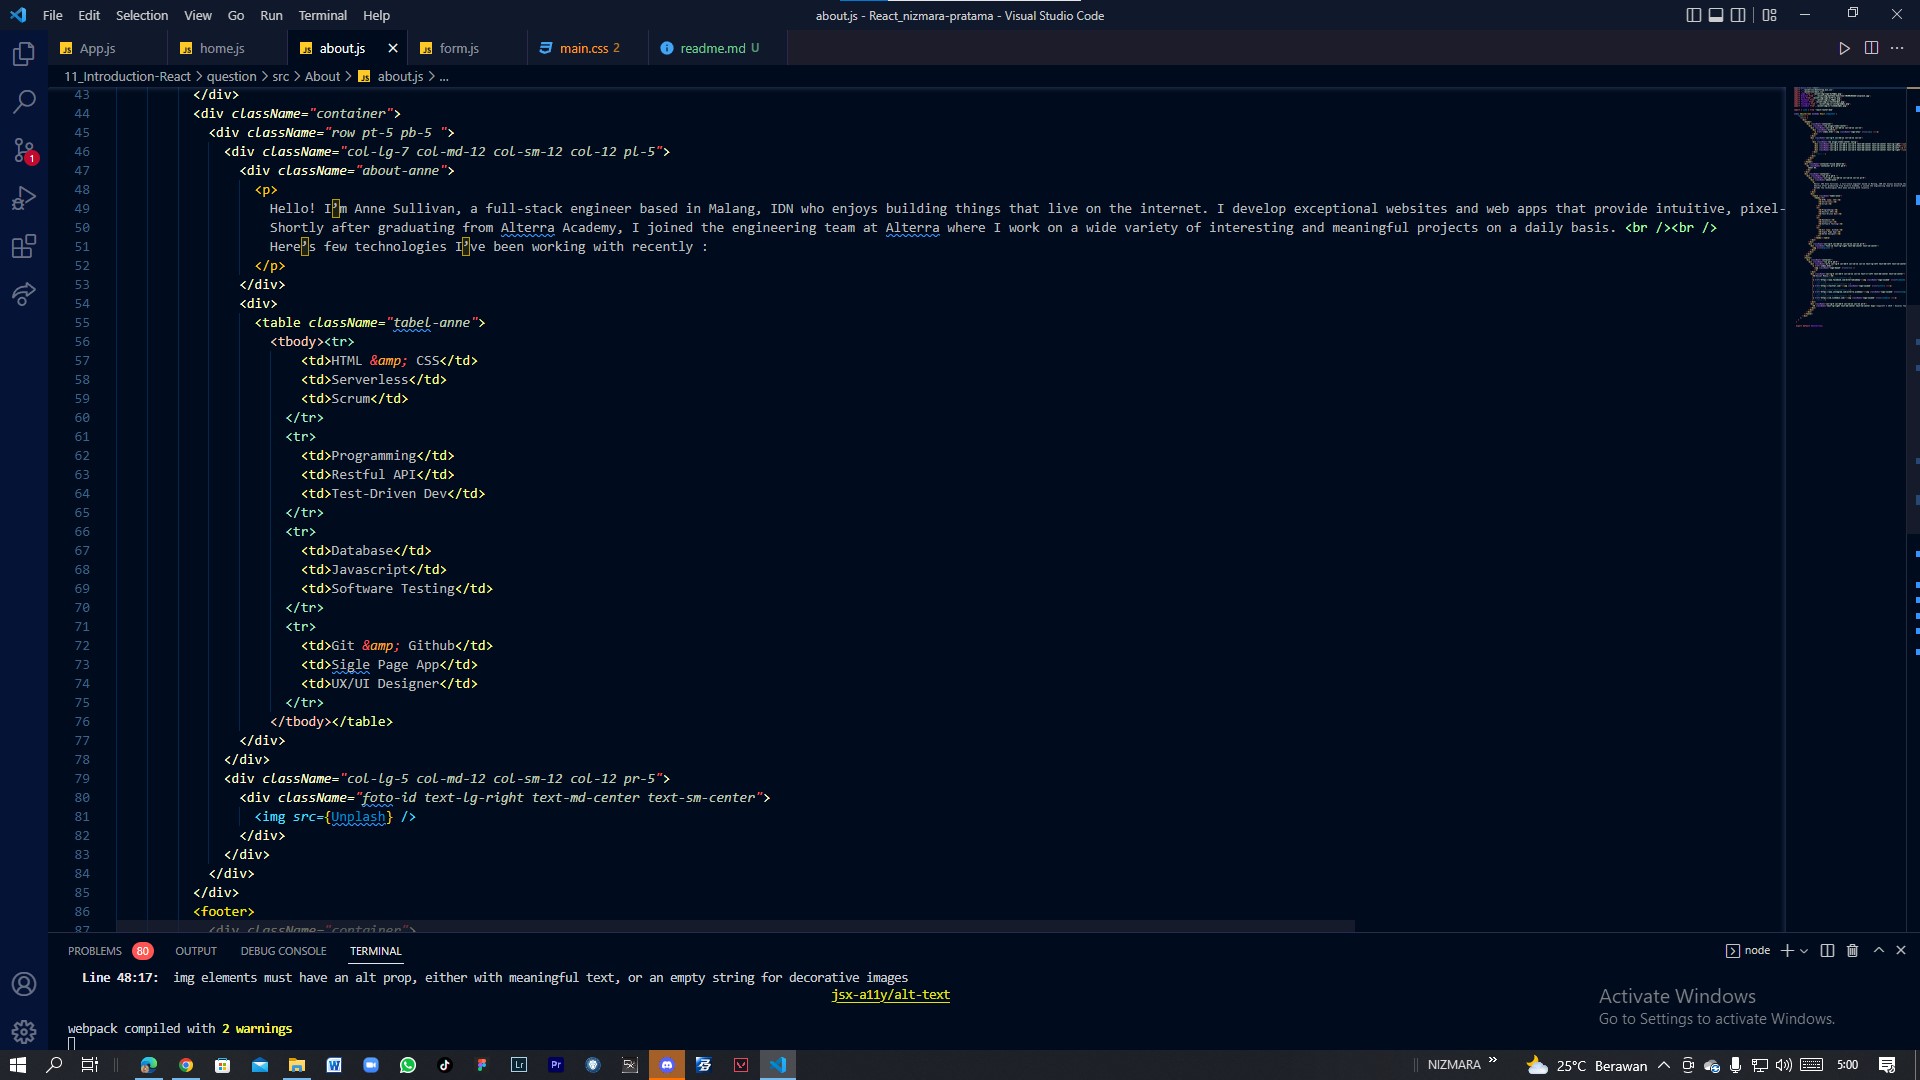 File Edit Selection View Go Run Terminal Help
about.js - React_nizmara-pratama - Visual Studio Code
App.js home.js about.js form.js main.css 2 readme.md U
11_Introduction-React > question > src > About > about.js > ...
43 </div>
44 <div className="container">
45 <div className="row pt-5 pb-5 ">
46 <div className="col-lg-7 col-md-12 col-sm-12 col-12 pl-5">
47 <div className="about-anne">
48 <p>
49 Hello! I’m Anne Sullivan, a full-stack engineer based in Malang, IDN who enjoys building things that live on the internet. I develop exceptional websites and web apps that provide intuitive, pixel-
50 Shortly after graduating from Alterra Academy, I joined the engineering team at Alterra where I work on a wide variety of interesting and meaningful projects on a daily basis. <br /><br />
51 Here’s few technologies I’ve been working with recently :
52 </p>
53 </div>
54 <div>
55 <table className="tabel-anne">
56 <tbody><tr>
57 <td>HTML &amp; CSS</td>
58 <td>Serverless</td>
59 <td>Scrum</td>
60 </tr>
61 <tr>
62 <td>Programming</td>
63 <td>Restful API</td>
64 <td>Test-Driven Dev</td>
65 </tr>
66 <tr>
67 <td>Database</td>
68 <td>Javascript</td>
69 <td>Software Testing</td>
70 </tr>
71 <tr>
72 <td>Git &amp; Github</td>
73 <td>Sigle Page App</td>
74 <td>UX/UI Designer</td>
75 </tr>
76 </tbody></table>
77 </div>
78 </div>
79 <div className="col-lg-5 col-md-12 col-sm-12 col-12 pr-5">
80 <div className="foto-id text-lg-right text-md-center text-sm-center">
81 <img src={Unplash} />
82 </div>
83 </div>
84 </div>
85 </div>
86 <footer>
87 <div className="container">
PROBLEMS 80 OUTPUT DEBUG CONSOLE TERMINAL
node
Line 48:17: img elements must have an alt prop, either with meaningful text, or an empty string for decorative images
jsx-a11y/alt-text
webpack compiled with 2 warnings
Activate Windows
Go to Settings to activate Windows.
NIZMARA » 25°C Berawan 5:00